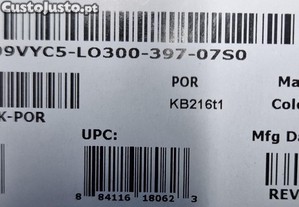 CustoJusto.pt
09VYC5-LO300-397-07S0
POR Ma
KB216t1 Colo
K-POR
UPC: Mfg Da
8 84116 18062 3
REV